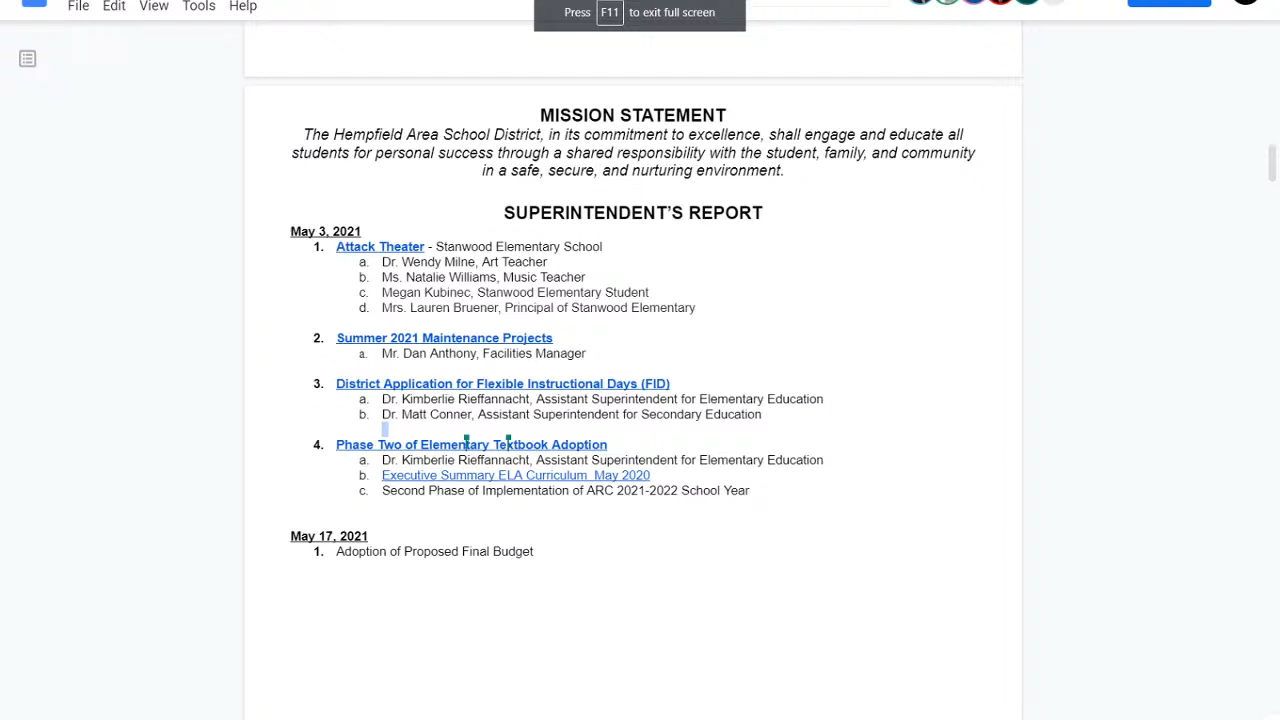 File Edit View Tools Help
Press F11 to exit full screen
MISSION STATEMENT
The Hempfield Area School District, in its commitment to excellence, shall engage and educate all
students for personal success through a shared responsibility with the student, family, and community
in a safe, secure, and nurturing environment.
SUPERINTENDENT'S REPORT
May 3, 2021
1. Attack Theater - Stanwood Elementary School
a. Dr. Wendy Milne, Art Teacher
b. Ms. Natalie Williams, Music Teacher
c. Megan Kubinec, Stanwood Elementary Student
d. Mrs. Lauren Bruener, Principal of Stanwood Elementary
2. Summer 2021 Maintenance Projects
a. Mr. Dan Anthony, Facilities Manager
3. District Application for Flexible Instructional Days (FID)
a. Dr. Kimberlie Rieffannacht, Assistant Superintendent for Elementary Education
b. Dr. Matt Conner, Assistant Superintendent for Secondary Education
4. Phase Two of Elementary Textbook Adoption
a. Dr. Kimberlie Rieffannacht, Assistant Superintendent for Elementary Education
b. Executive Summary ELA Curriculum  May 2020
c. Second Phase of Implementation of ARC 2021-2022 School Year
May 17, 2021
1. Adoption of Proposed Final Budget